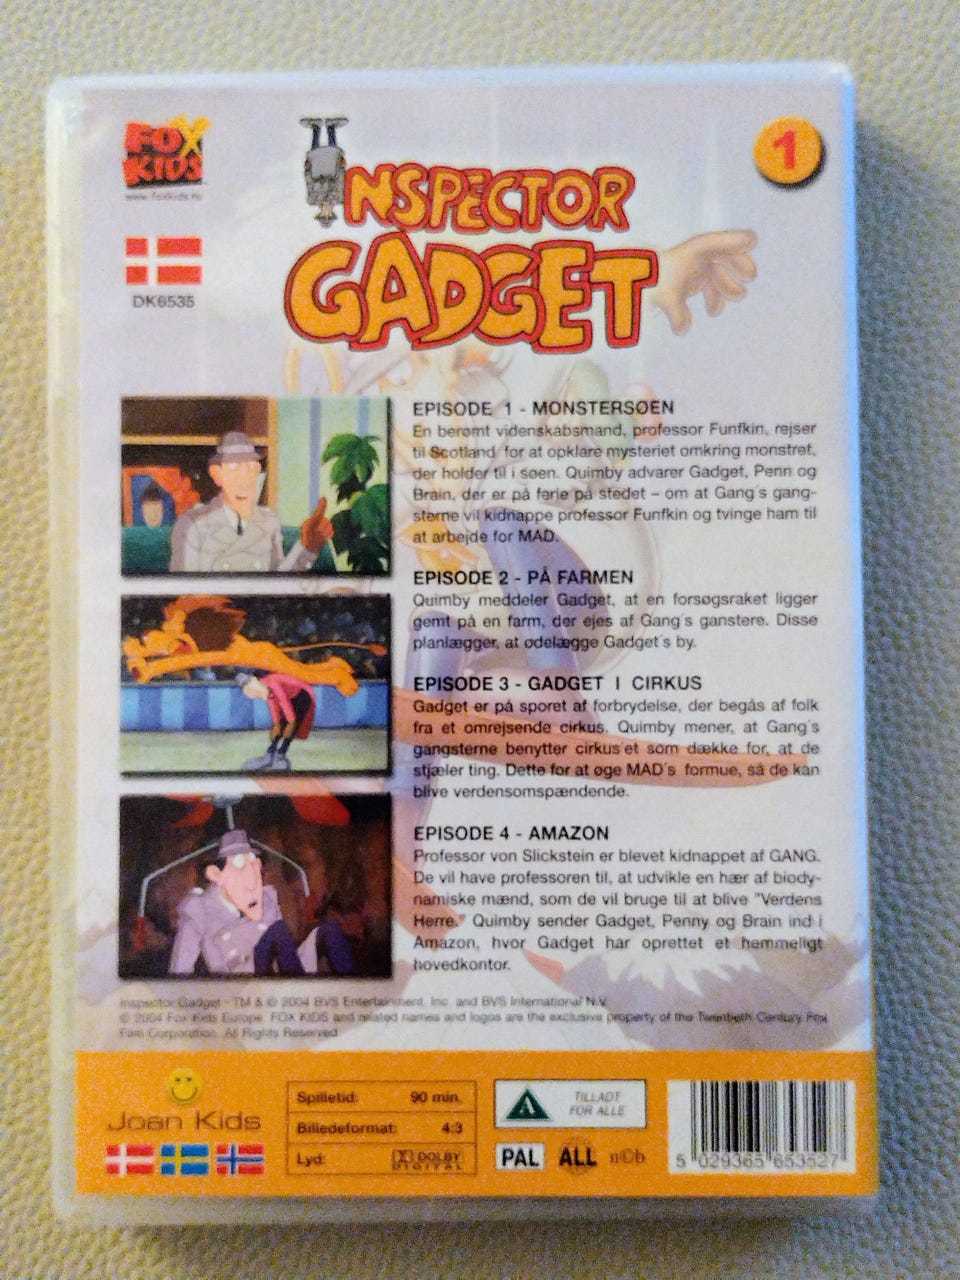 FOX
KIDS
INSPECTOR
GADGET
1
DK6535
EPISODE 1 - MONSTERSØEN
En berømt videnskabsmand, professor Funfkin, rejser
til Scotland for at opklare mysteriet omkring monstret,
der holder til i søen. Quimby advarer Gadget, Penn og
Brain, der er på ferie på stedet – om at Gang´s gang-
sterne vil kidnappe professor Funfkin og tvinge ham til
at arbejde for MAD.
EPISODE 2 - PÅ FARMEN
Quimby meddeler Gadget, at en forsøgsraket ligger
gemt på en farm, der ejes af Gang´s ganstere. Disse
planlægger, at ødelægge Gadget´s by.
EPISODE 3 - GADGET I CIRKUS
Gadget er på sporet af forbrydelse, der begås af folk
fra et omrejsende cirkus. Quimby mener, at Gang´s
gangsterne benytter cirkus´et som dække for, at de
stjæler ting. Dette for at øge MAD´s formue, så de kan
blive verdensomspændende.
EPISODE 4 - AMAZON
Professor von Slickstein er blevet kidnappet af GANG.
De vil have professoren til, at udvikle en hær af biody-
namiske mænd, som de vil bruge til at blive "Verdens
Herre." Quimby sender Gadget, Penny og Brain ind i
Amazon, hvor Gadget har oprettet et hemmeligt
hovedkontor.
Inspector Gadget - TM & © 2004 BVS Entertainment, Inc. and BVS International N.V.
© 2004 Fox Kids Europe. FOX KIDS and related names and logos are the exclusive property of the Twentieth Century Fox
Film Corporation. All Rights Reserved
Joan Kids
Spilletid: 90 min.
Billedeformat: 4:3
Lyd: DOLBY
DIGITAL
A
TILLADT
FOR ALLE
PAL
ALL
n©b
5 029365 653527